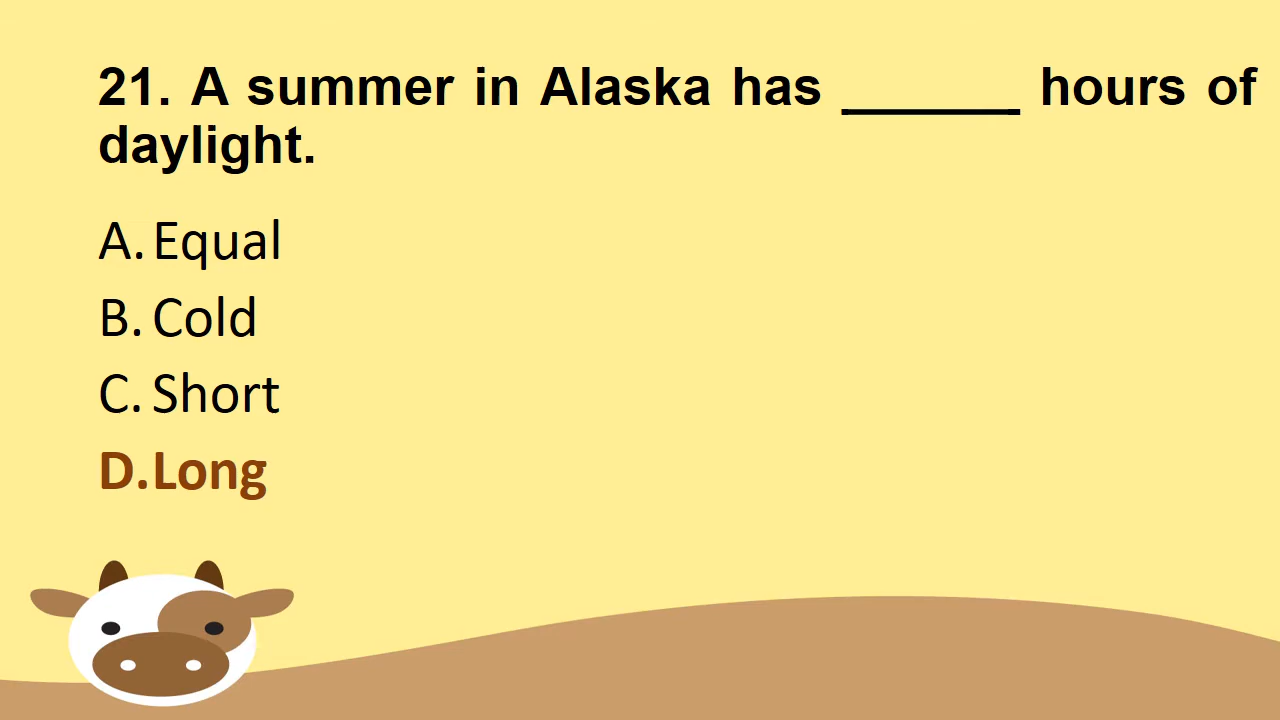 21. A summer in Alaska has ______ hours of
daylight.
A. Equal
B. Cold
C. Short
D. Long